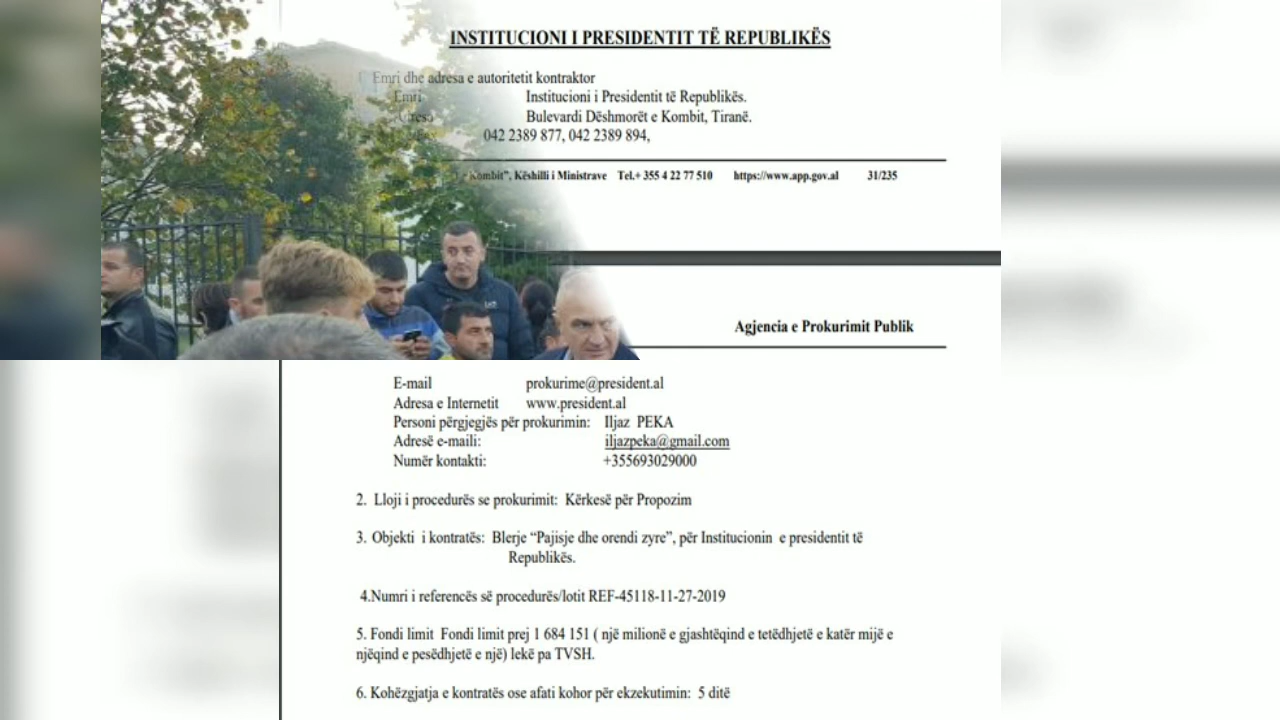 INSTITUCIONI I PRESIDENTIT TË REPUBLIKËS
Emri dhe adresa e autoritetit kontraktor
Emri Institucioni i Presidentit të Republikës.
Bulevardi Dëshmorët e Kombit, Tiranë.
042 2389 877, 042 2389 894,
Kombit”, Këshilli i Ministrave Tel.+ 355 4 22 77 510 https://www.app.gov.al 31/235
Agjencia e Prokurimit Publik
E-mail prokurime@president.al
Adresa e Internetit www.president.al
Personi përgjegjës për prokurimin: Iljaz PEKA
Adresë e-maili: iljazpeka@gmail.com
Numër kontakti: +355693029000
2. Lloji i procedurës se prokurimit: Kërkesë për Propozim
3. Objekti i kontratës: Blerje “Pajisje dhe orendi zyre”, për Institucionin e presidentit të
Republikës.
4.Numri i referencës së procedurës/lotit REF-45118-11-27-2019
5. Fondi limit Fondi limit prej 1 684 151 ( një milionë e gjashtëqind e tetëdhjetë e katër mijë e
njëqind e pesëdhjetë e një) lekë pa TVSH.
6. Kohëzgjatja e kontratës ose afati kohor për ekzekutimin: 5 ditë